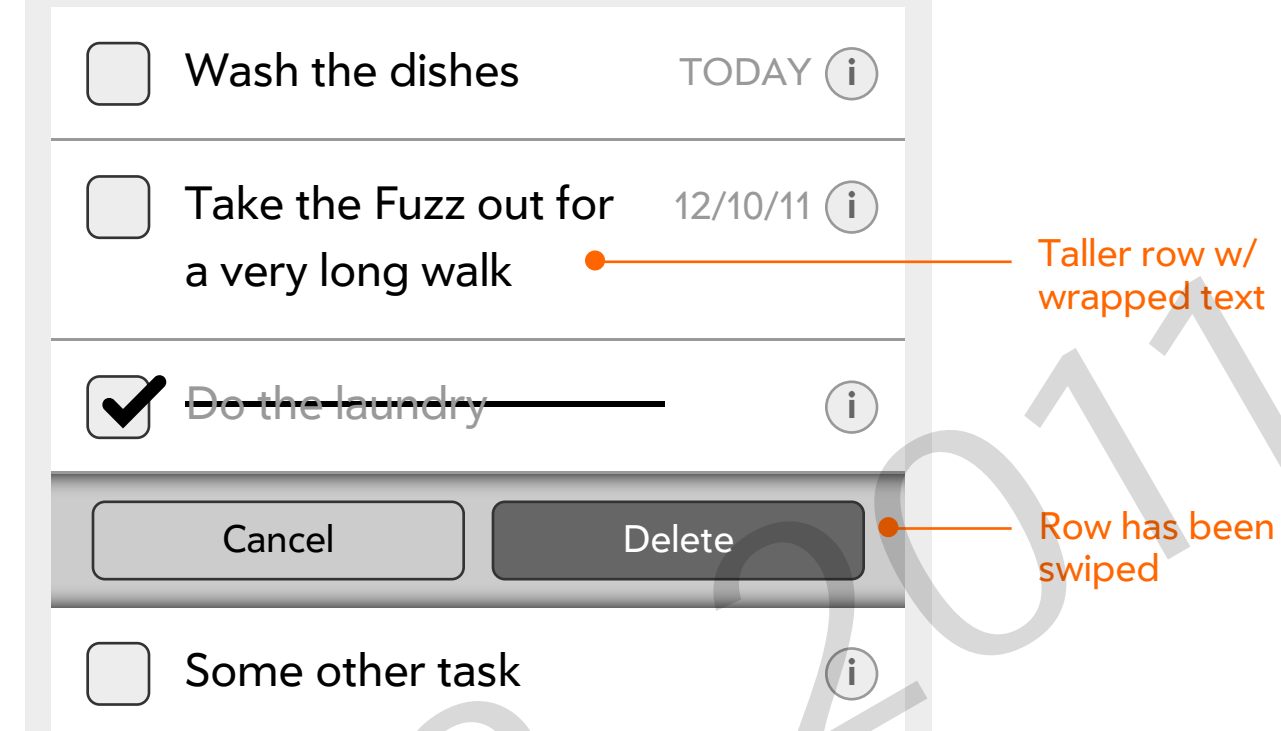 Wash the dishes
TODAY
i
Take the Fuzz out for
12/10/11
i
a very long walk
Taller row w/
wrapped text
Do the laundry
i
Cancel
Delete
Row has been
swiped
Some other task
i
2011